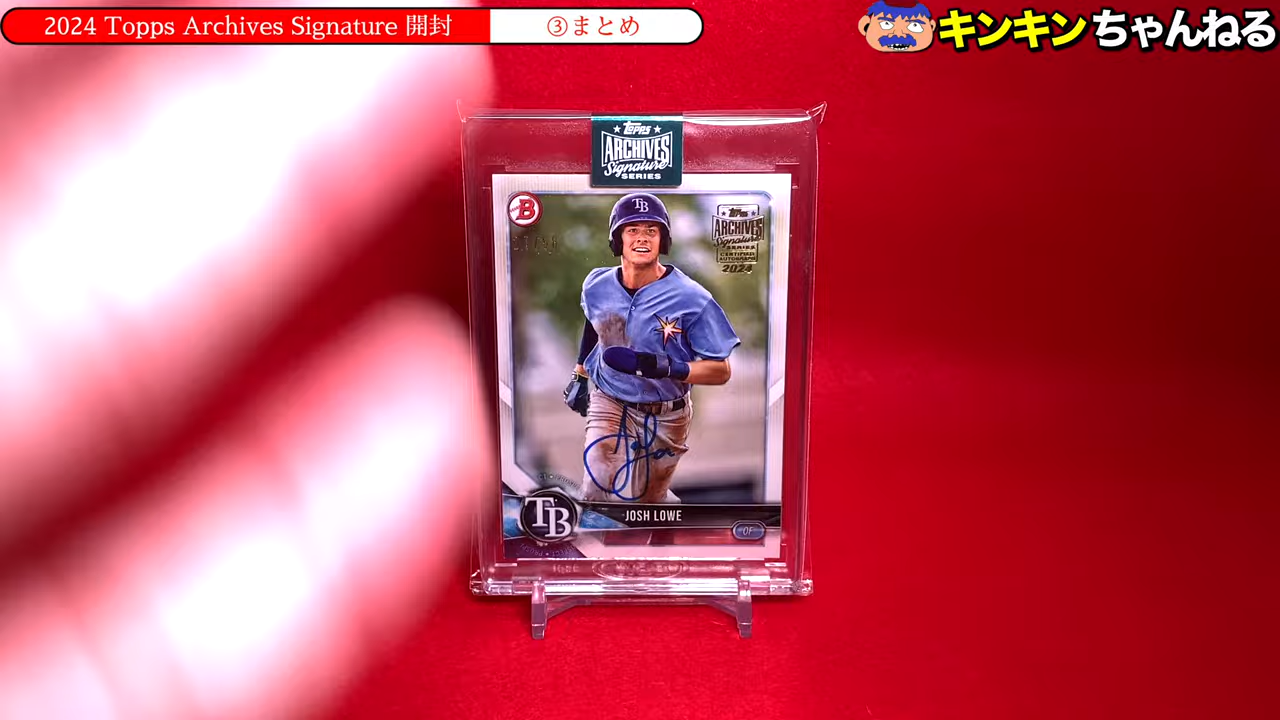 2024 Topps Archives Signature 開封
③まとめ
キンキンちゃんねる
topps
ARCHIVES
Signature
SERIES
B
TB
topps
ARCHIVES
Signature
SERIES
CERTIFIED
AUTOGRAPH
2024
TB
JOSH LOWE
OF